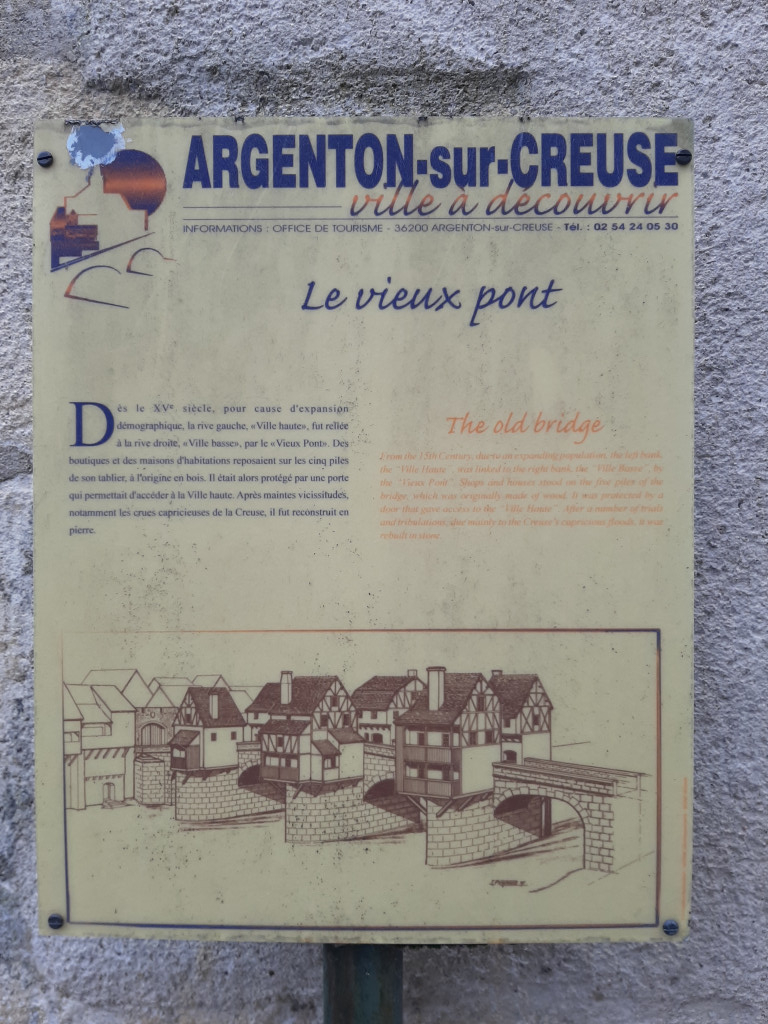 ARGENTON-sur-CREUSE
ville à découvrir
INFORMATIONS : OFFICE DE TOURISME - 36200 ARGENTON-sur-CREUSE - Tél. : 02 54 24 05 30
Le vieux pont
Dès le XVe siècle, pour cause d'expansion
démographique, la rive gauche, «Ville haute», fut reliée
à la rive droite, «Ville basse», par le «Vieux Pont». Des
boutiques et des maisons d'habitations reposaient sur les cinq piles
de son tablier, à l'origine en bois. Il était alors protégé par une porte
qui permettait d'accéder à la Ville haute. Après maintes vicissitudes,
notamment les crues capricieuses de la Creuse, il fut reconstruit en
pierre.
The old bridge
From the 15th Century, due to an expanding population, the left bank,
the "Ville Haute", was linked to the right bank, the "Ville Basse", by
the "Vieux Pont". Shops and houses stood on the five piles of the
bridge, which was originally made of wood. It was protected by a
door that gave access to the "Ville Haute". After a number of trials
and tribulations, due mainly to the Creuse's capricious floods, it was
rebuilt in stone.